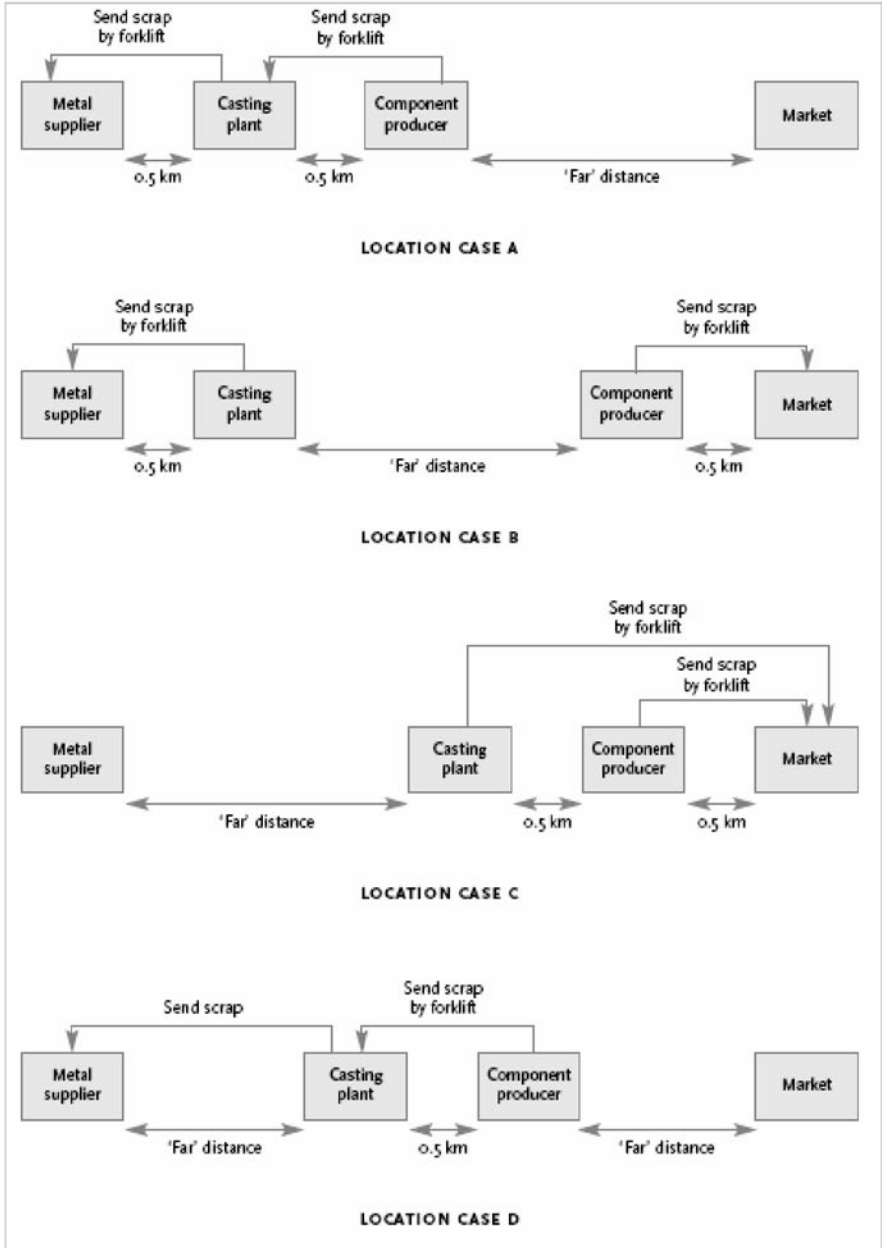 Send scrap
by forklift
Send scrap
by forklift
Metal
supplier
Casting
plant
Component
producer
Market
0.5 km
0.5 km
‘Far’ distance
LOCATION CASE A
Send scrap
by forklift
Send scrap
by forklift
Metal
supplier
Casting
plant
Component
producer
Market
0.5 km
‘Far’ distance
0.5 km
LOCATION CASE B
Send scrap
by forklift
Send scrap
by forklift
Metal
supplier
Casting
plant
Component
producer
Market
‘Far’ distance
0.5 km
0.5 km
LOCATION CASE C
Send scrap
Send scrap
by forklift
Metal
supplier
Casting
plant
Component
producer
Market
‘Far’ distance
0.5 km
‘Far’ distance
LOCATION CASE D